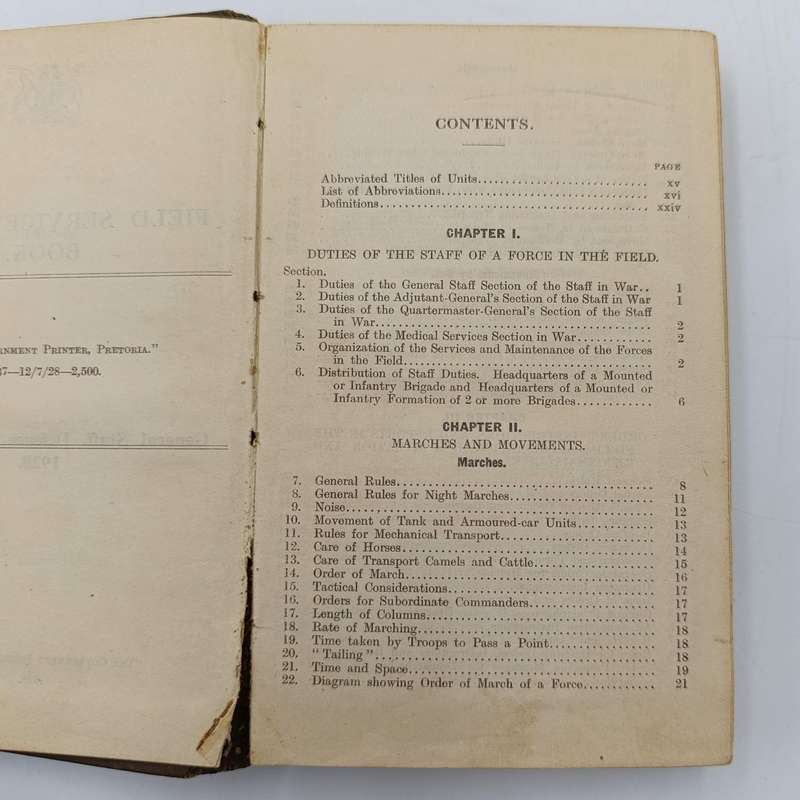 RNMENT PRINTER, PRETORIA."
37—12/7/28—2,500.
CONTENTS.
PAGE
Abbreviated Titles of Units........ xv
List of Abbreviations........ xvi
Definitions........ xxiv
CHAPTER I.
DUTIES OF THE STAFF OF A FORCE IN THE FIELD.
Section.
1. Duties of the General Staff Section of the Staff in War.. 1
2. Duties of the Adjutant-General's Section of the Staff in War 1
3. Duties of the Quartermaster-General's Section of the Staff
in War........ 2
4. Duties of the Medical Services Section in War........ 2
5. Organization of the Services and Maintenance of the Forces
in the Field........ 2
6. Distribution of Staff Duties. Headquarters of a Mounted
or Infantry Brigade and Headquarters of a Mounted or
Infantry Formation of 2 or more Brigades........ 6
CHAPTER II.
MARCHES AND MOVEMENTS.
Marches.
7. General Rules........ 8
8. General Rules for Night Marches........ 11
9. Noise........ 12
10. Movement of Tank and Armoured-car Units........ 13
11. Rules for Mechanical Transport........ 13
12. Care of Horses........ 14
13. Care of Transport Camels and Cattle........ 15
14. Order of March........ 16
15. Tactical Considerations........ 17
16. Orders for Subordinate Commanders........ 17
17. Length of Columns........ 17
18. Rate of Marching........ 18
19. Time taken by Troops to Pass a Point........ 18
20. "Tailing"........ 18
21. Time and Space........ 19
22. Diagram showing Order of March of a Force........ 21